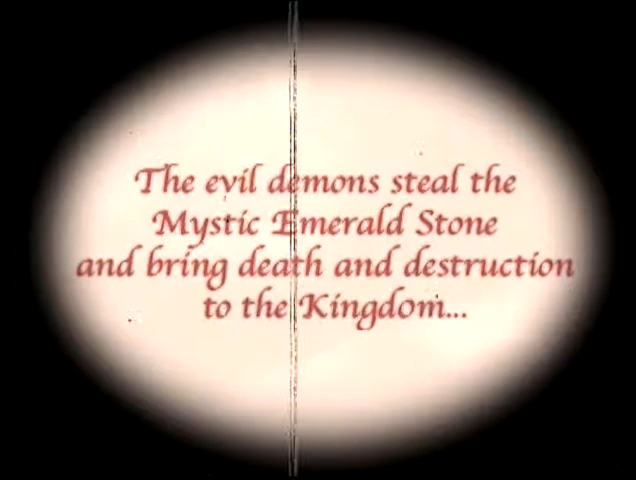 The evil demons steal the
Mystic Emerald Stone
and bring death and destruction
to the Kingdom...